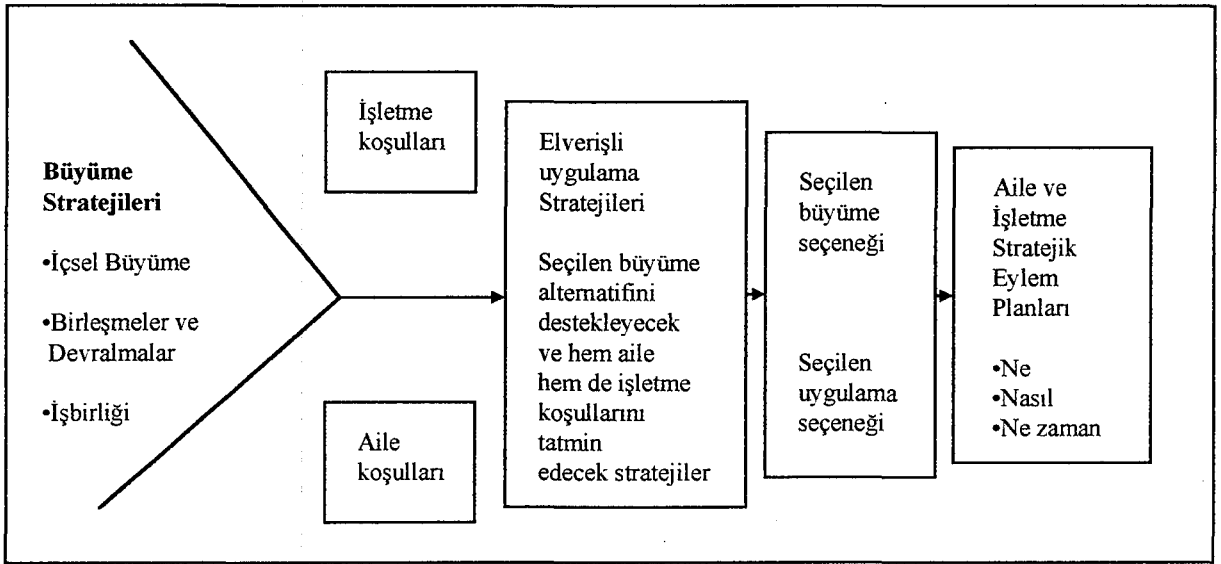 Büyüme
Stratejileri
•İçsel Büyüme
•Birleşmeler ve
Devralmalar
•İşbirliği
İşletme
koşulları
Aile
koşulları
Elverişli
uygulama
Stratejileri
Seçilen büyüme
alternatifini
destekleyecek
ve hem aile
hem de işletme
koşullarını
tatmin
edecek stratejiler
Seçilen
büyüme
seçeneği
Seçilen
uygulama
seçeneği
Aile ve
İşletme
Stratejik
Eylem
Planları
•Ne
•Nasıl
•Ne zaman